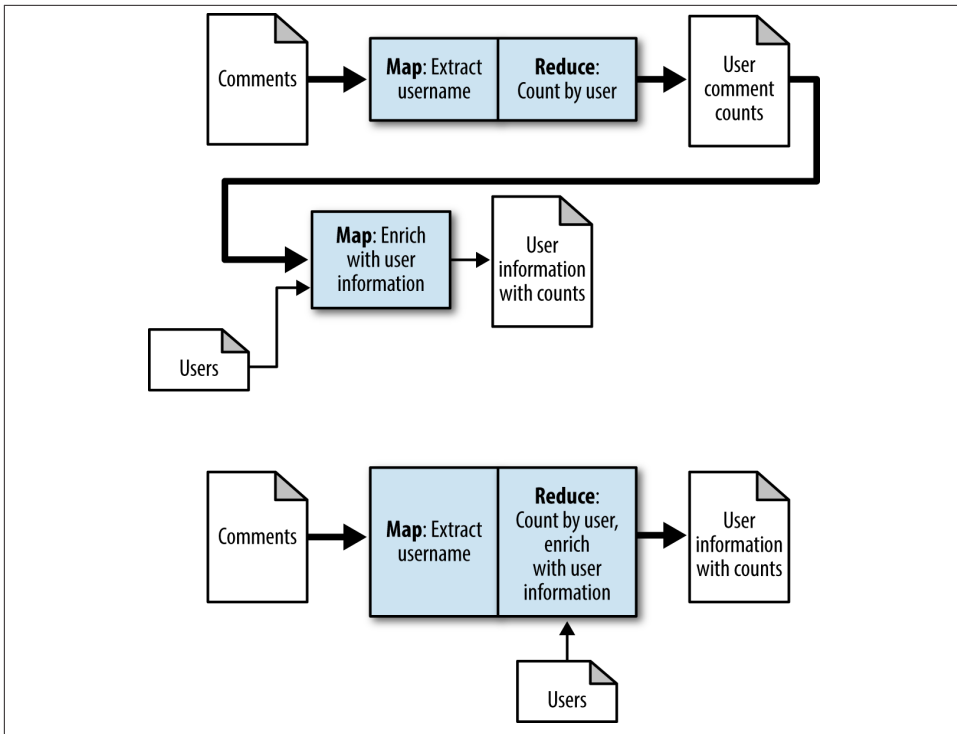 Comments
Map: Extract
username
Reduce:
Count by user
User
comment
counts
Map: Enrich
with user
information
User
information
with counts
Users
Comments
Map: Extract
username
Reduce:
Count by user,
enrich
with user
information
User
information
with counts
Users